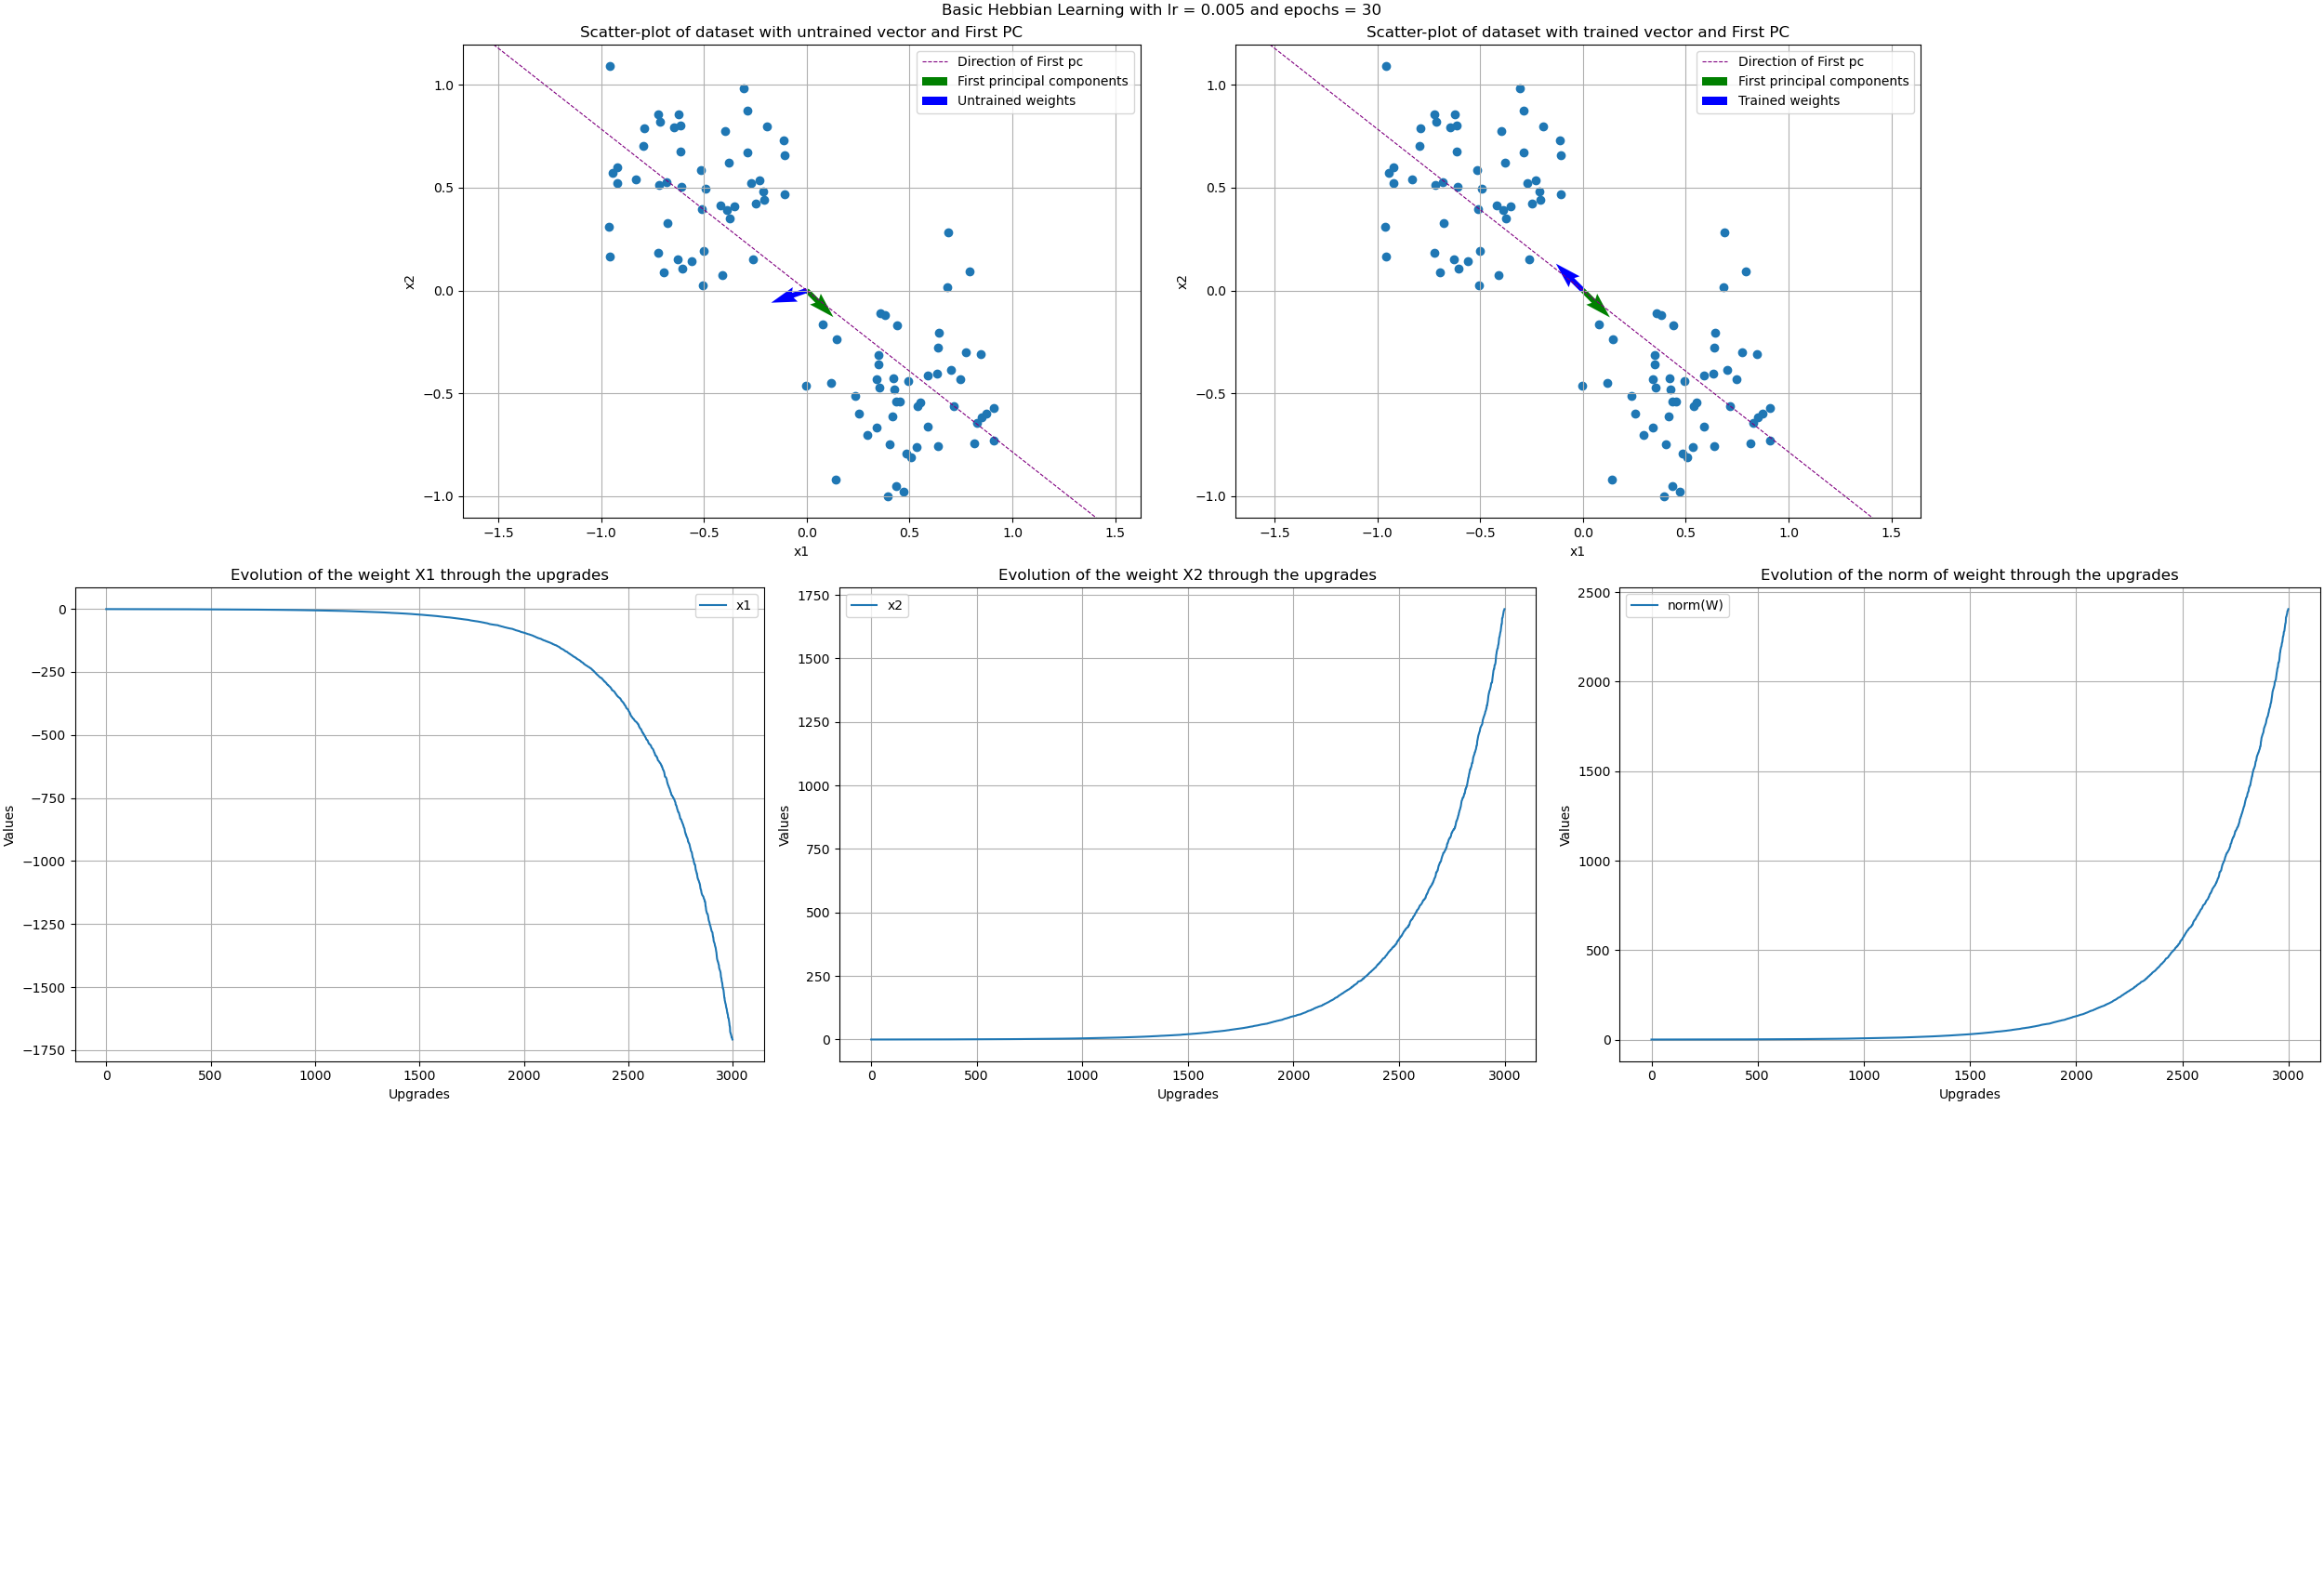 Basic Hebbian Learning with lr = 0.005 and epochs = 30
Scatter-plot of dataset with untrained vector and First PC
Direction of First pc
First principal components
Untrained weights
1.0
0.5
0.0
−0.5
−1.0
x2
−1.5
−1.0
−0.5
0.0
0.5
1.0
1.5
x1
Scatter-plot of dataset with trained vector and First PC
Direction of First pc
First principal components
Trained weights
1.0
0.5
0.0
−0.5
−1.0
x2
−1.5
−1.0
−0.5
0.0
0.5
1.0
1.5
x1
Evolution of the weight X1 through the upgrades
x1
0
−250
−500
−750
−1000
−1250
−1500
−1750
Values
0
500
1000
1500
2000
2500
3000
Upgrades
Evolution of the weight X2 through the upgrades
x2
1750
1500
1250
1000
750
500
250
0
Values
0
500
1000
1500
2000
2500
3000
Upgrades
Evolution of the norm of weight through the upgrades
norm(W)
2500
2000
1500
1000
500
0
Values
0
500
1000
1500
2000
2500
3000
Upgrades